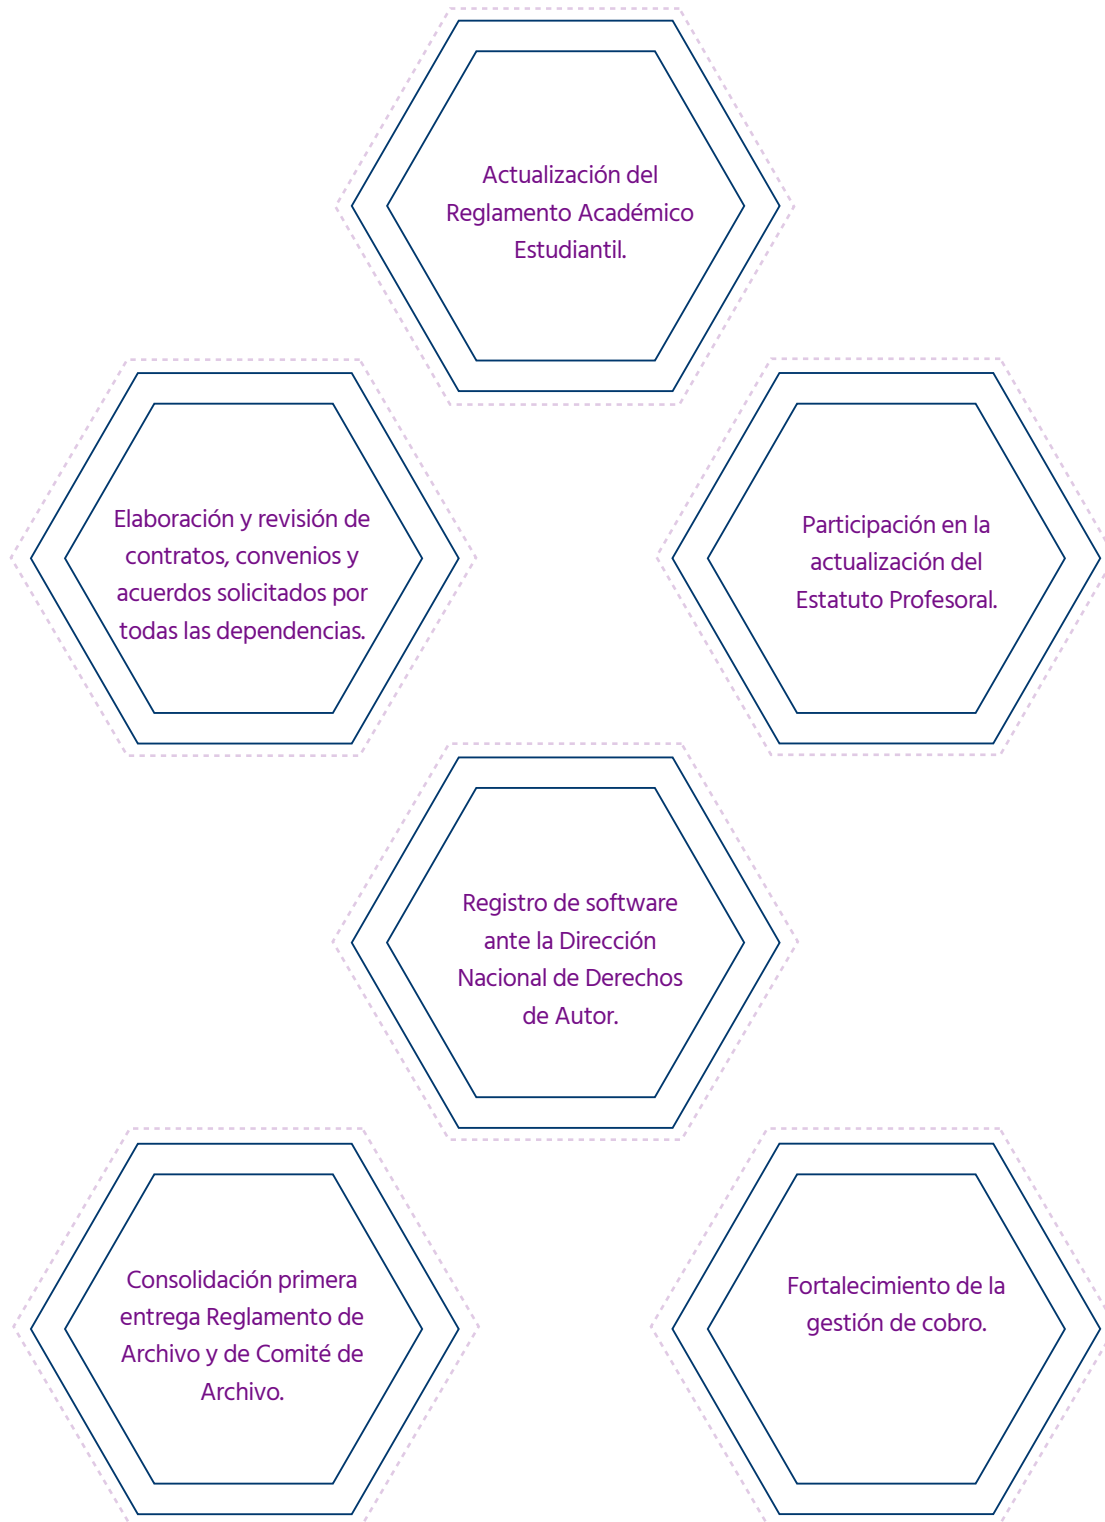 Actualización del
Reglamento Académico
Estudiantil.
Elaboración y revisión de
contratos, convenios y
acuerdos solicitados por
todas las dependencias.
Participación en la
actualización del
Estatuto Profesoral.
Registro de software
ante la Dirección
Nacional de Derechos
de Autor.
Consolidación primera
entrega Reglamento de
Archivo y de Comité de
Archivo.
Fortalecimiento de la
gestión de cobro.